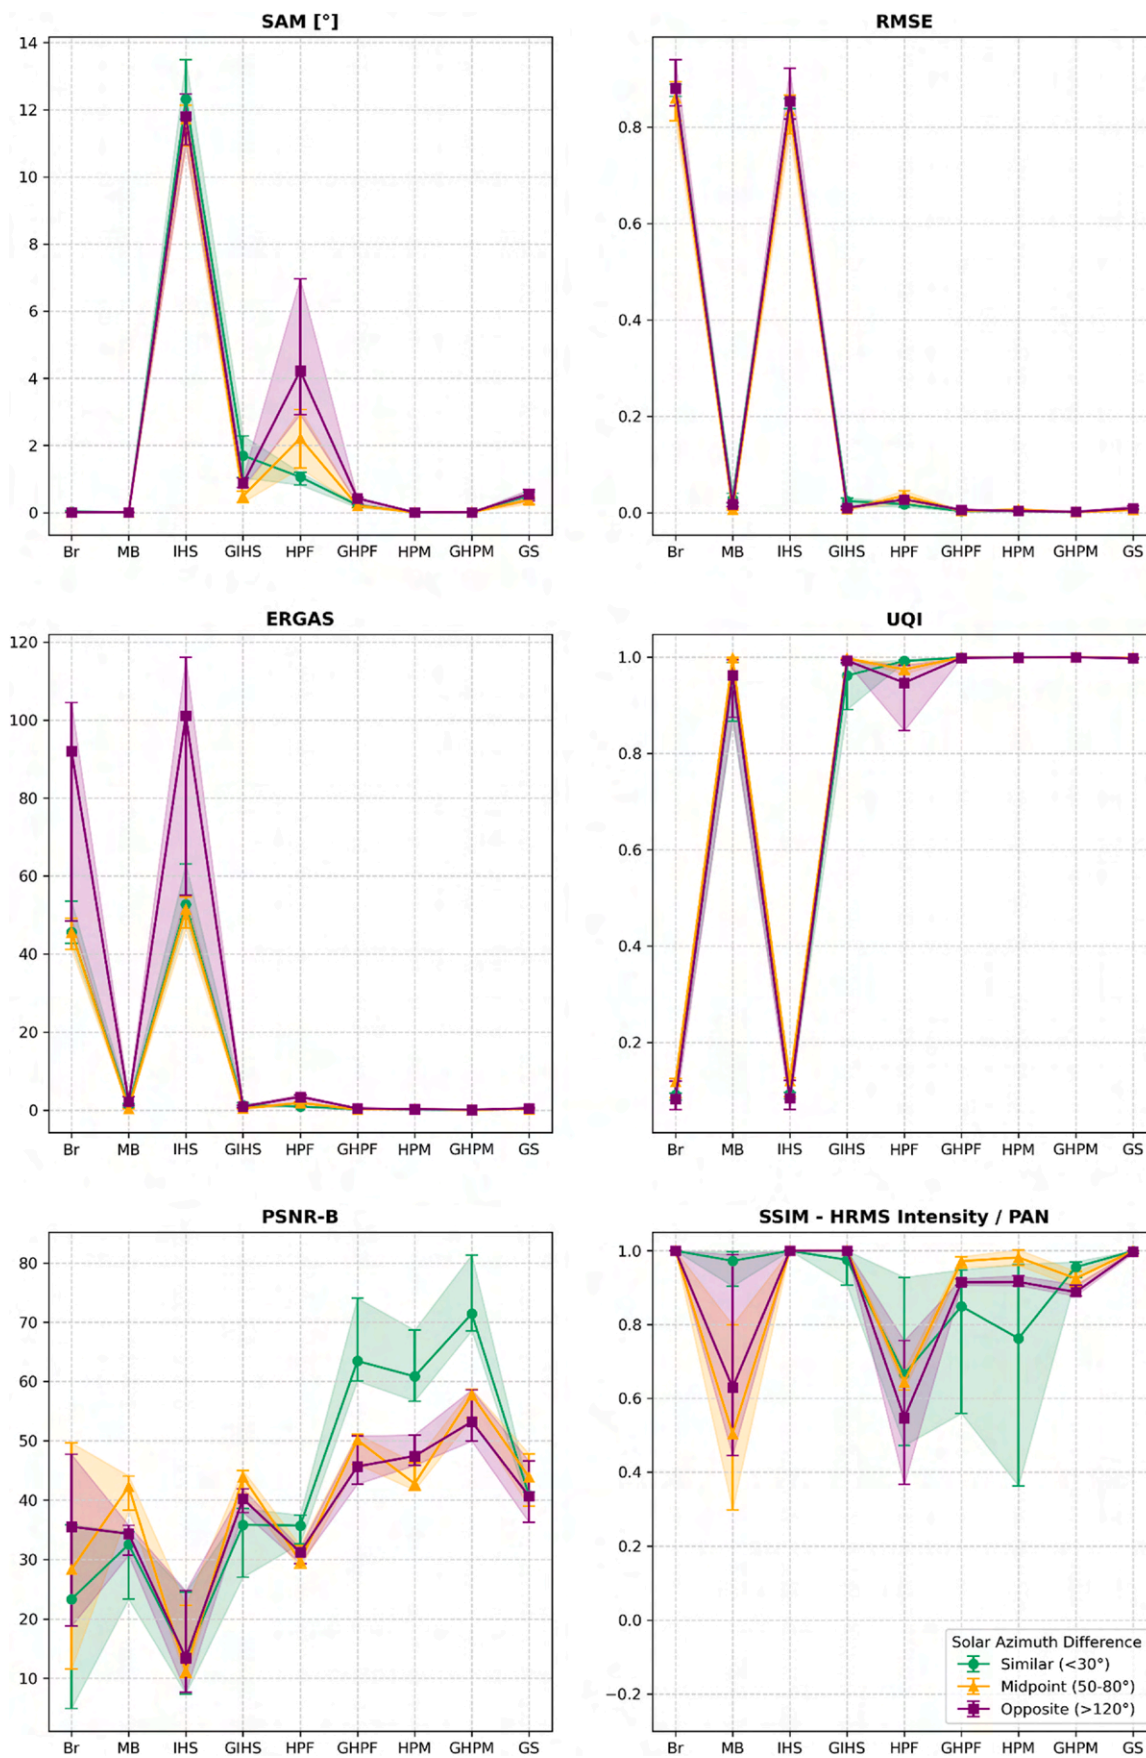 SAM [°]
14
12
10
8
6
4
2
0
Br MB IHS GIHS HPF GHPF HPM GHPM GS
RMSE
0.8
0.6
0.4
0.2
0.0
Br MB IHS GIHS HPF GHPF HPM GHPM GS
ERGAS
120
100
80
60
40
20
0
Br MB IHS GIHS HPF GHPF HPM GHPM GS
UQI
1.0
0.8
0.6
0.4
0.2
Br MB IHS GIHS HPF GHPF HPM GHPM GS
PSNR-B
80
70
60
50
40
30
20
10
Br MB IHS GIHS HPF GHPF HPM GHPM GS
SSIM - HRMS Intensity / PAN
1.0
0.8
0.6
0.4
0.2
0.0
−0.2
Solar Azimuth Difference
Similar (<30°)
Midpoint (50-80°)
Opposite (>120°)
Br MB IHS GIHS HPF GHPF HPM GHPM GS